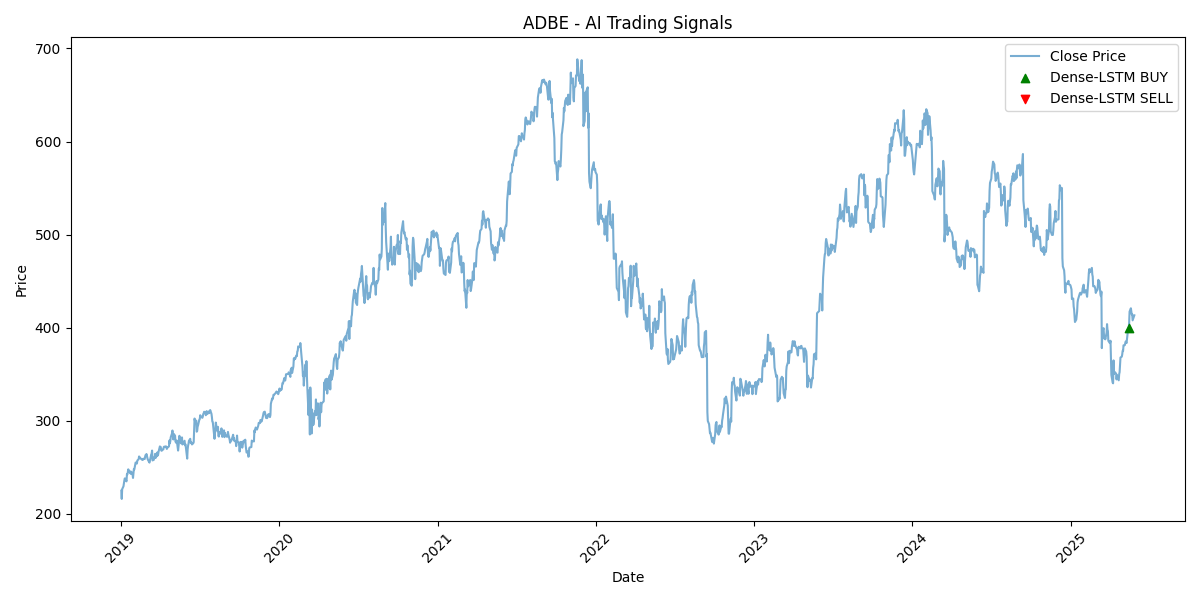 ADBE - AI Trading Signals
Close Price
Dense-LSTM BUY
Dense-LSTM SELL
Price
700
600
500
400
300
200
2019
2020
2021
2022
2023
2024
2025
Date